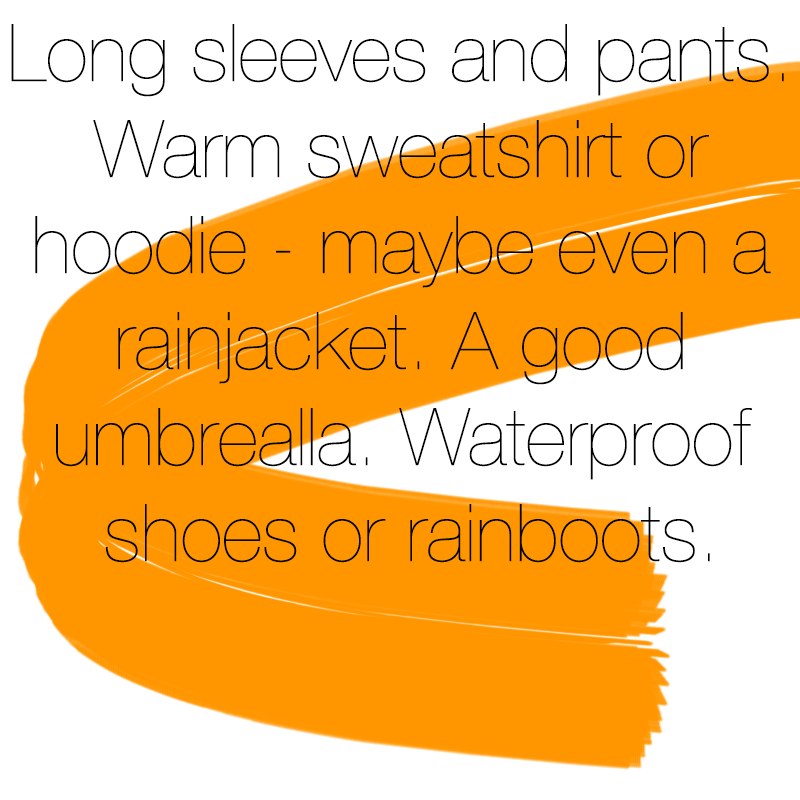 Long sleeves and pants.
Warm sweatshirt or
hoodie - maybe even a
rainjacket. A good
umbrealla. Waterproof
shoes or rainboots.